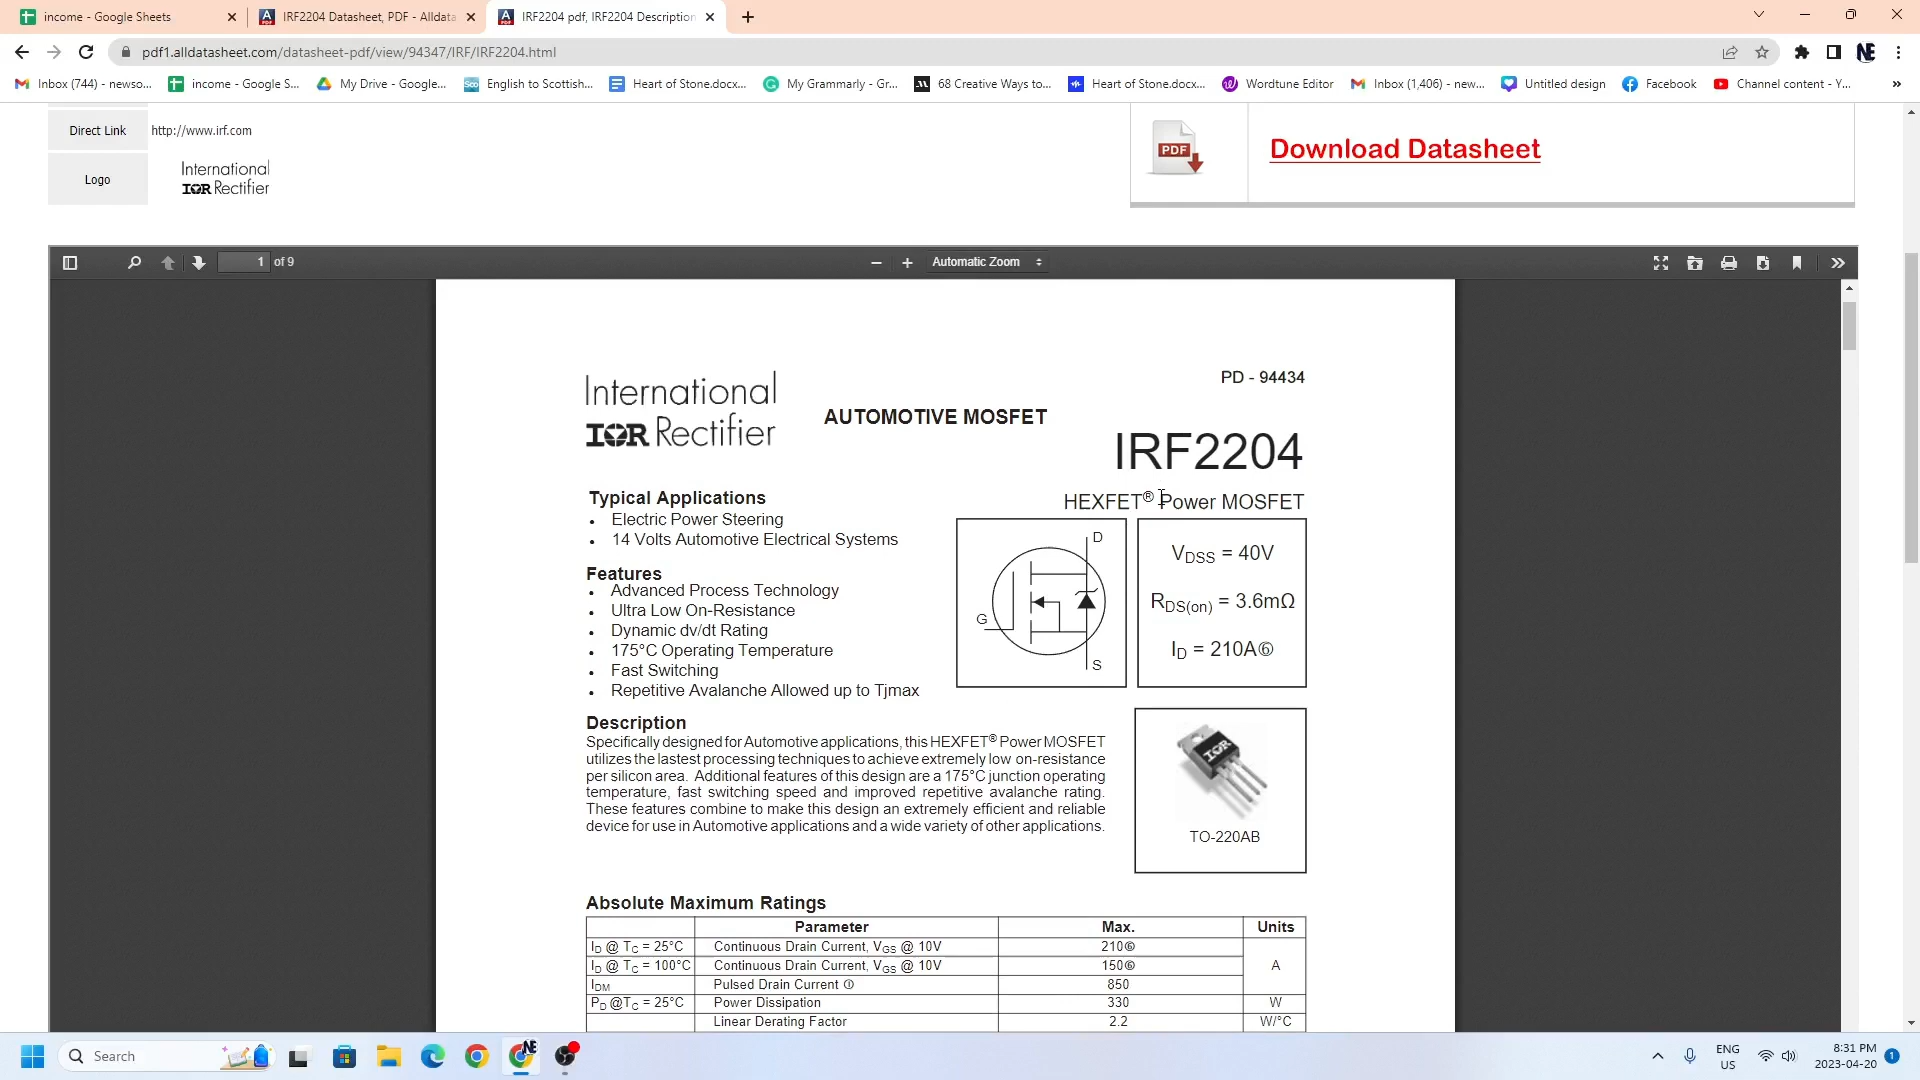 income - Google Sheets
IRF2204 Datasheet, PDF - Alldata
IRF2204 pdf, IRF2204 Description
pdf1.alldatasheet.com/datasheet-pdf/view/94347/IRF/IRF2204.html
NE
Inbox (744) - newso...
income - Google S...
My Drive - Google...
English to Scottish...
Heart of Stone.docx...
My Grammarly - Gr...
68 Creative Ways to...
Heart of Stone.docx...
Wordtune Editor
Inbox (1,406) - new...
Untitled design
Facebook
Channel content - Y...
»
Direct Link
http://www.irf.com
Logo
International
IOR Rectifier
PDF
Download Datasheet
1 of 9
Automatic Zoom
International
IOR Rectifier
PD - 94434
AUTOMOTIVE MOSFET
IRF2204
HEXFET® Power MOSFET
Typical Applications
• Electric Power Steering
• 14 Volts Automotive Electrical Systems
Features
• Advanced Process Technology
• Ultra Low On-Resistance
• Dynamic dv/dt Rating
• 175°C Operating Temperature
• Fast Switching
• Repetitive Avalanche Allowed up to Tjmax
D
G
S
VDSS = 40V
RDS(on) = 3.6mΩ
ID = 210A⑥
Description
Specifically designed for Automotive applications, this HEXFET® Power MOSFET
utilizes the lastest processing techniques to achieve extremely low on-resistance
per silicon area. Additional features of this design are a 175°C junction operating
temperature, fast switching speed and improved repetitive avalanche rating.
These features combine to make this design an extremely efficient and reliable
device for use in Automotive applications and a wide variety of other applications.
IOR
TO-220AB
Absolute Maximum Ratings
Parameter Max. Units
ID @ TC = 25°C Continuous Drain Current, VGS @ 10V 210⑥
ID @ TC = 100°C Continuous Drain Current, VGS @ 10V 150⑥ A
IDM Pulsed Drain Current ① 850
PD @TC = 25°C Power Dissipation 330 W
Linear Derating Factor 2.2 W/°C
Search
NE
ENG
US
8:31 PM
2023-04-20
1